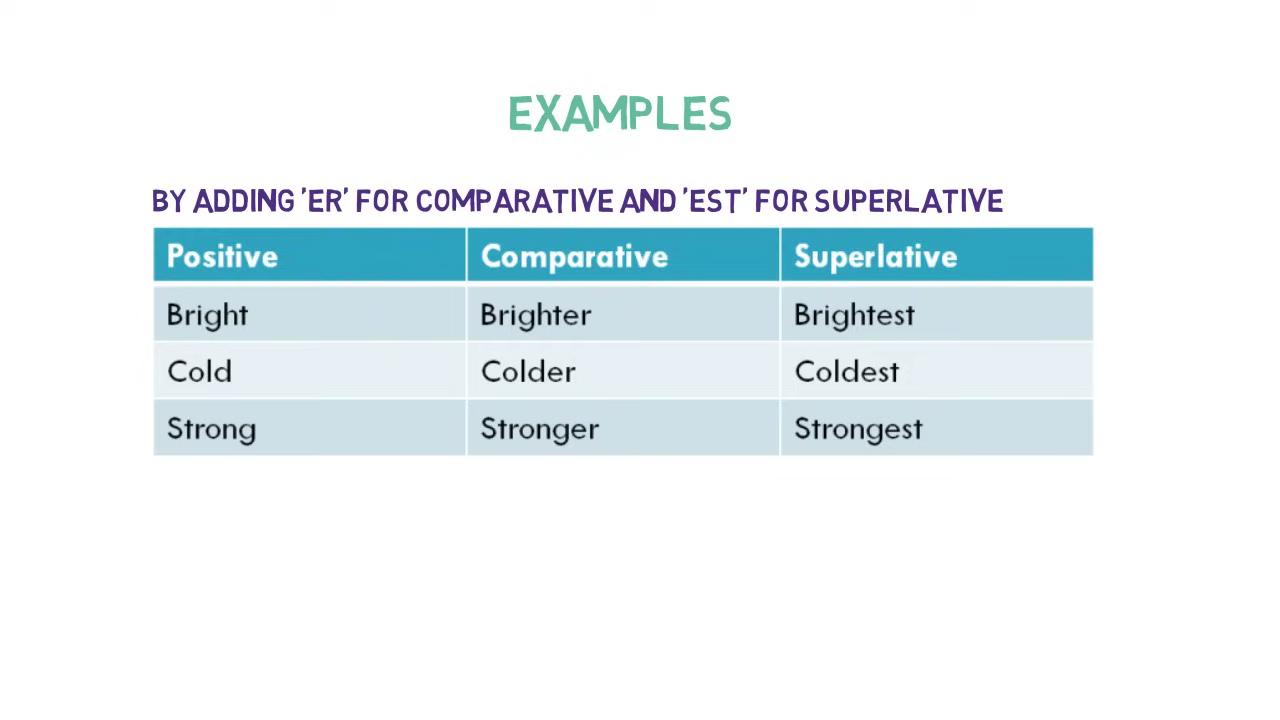 EXAMPLES
BY ADDING 'ER' FOR COMPARATIVE AND 'EST' FOR SUPERLATIVE
Positive Comparative Superlative
Bright Brighter Brightest
Cold Colder Coldest
Strong Stronger Strongest